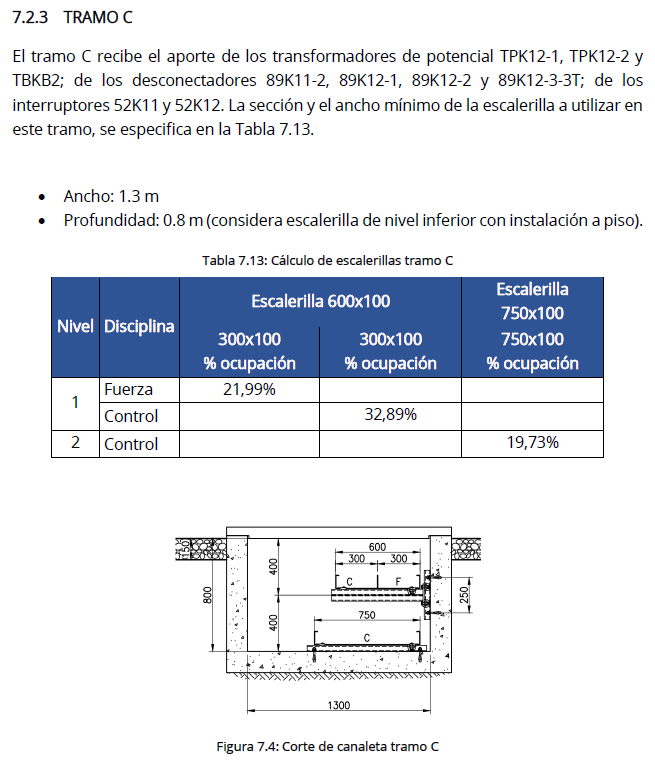 7.2.3 TRAMO C
El tramo C recibe el aporte de los transformadores de potencial TPK12-1, TPK12-2 y
TBKB2; de los desconectadores 89K11-2, 89K12-1, 89K12-2 y 89K12-3-3T; de los
interruptores 52K11 y 52K12. La sección y el ancho mínimo de la escalerilla a utilizar en
este tramo, se especifica en la Tabla 7.13.
• Ancho: 1.3 m
• Profundidad: 0.8 m (considera escalerilla de nivel inferior con instalación a piso).
Tabla 7.13: Cálculo de escalerillas tramo C
Nivel Disciplina Escalerilla 600x100 Escalerilla 750x100
300x100 % ocupación 300x100 % ocupación 750x100 % ocupación
1 Fuerza 21,99%
Control 32,89%
2 Control 19,73%
150
600
300 300
400
C F
800
250
750
400
C
1300
Figura 7.4: Corte de canaleta tramo C